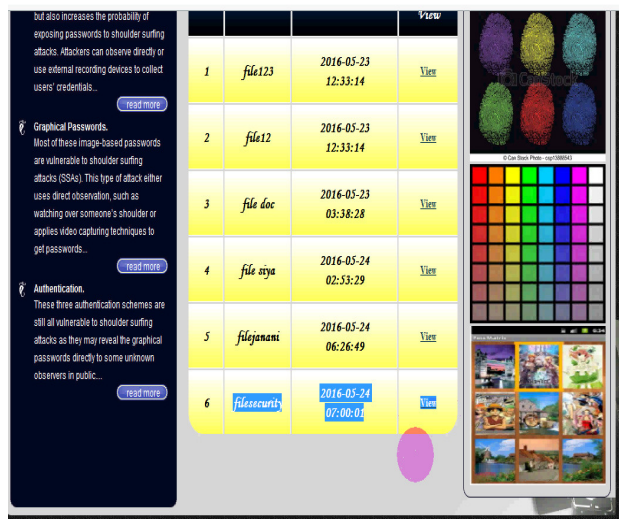 but also increases the probability of
exposing passwords to shoulder surfing
attacks. Attackers can observe directly or
use external recording devices to collect
users' credentials...
read more
Graphical Passwords.
Most of these image-based passwords
are vulnerable to shoulder surfing
attacks (SSAs). This type of attack either
uses direct observation, such as
watching over someone's shoulder or
applies video capturing techniques to
get passwords...
read more
Authentication.
These three authentication schemes are
still all vulnerable to shoulder surfing
attacks as they may reveal the graphical
passwords directly to some unknown
observers in public....
read more
View
1 file123 2016-05-23 12:33:14 View
2 file12 2016-05-23 12:33:14 View
3 file doc 2016-05-23 03:38:28 View
4 file siya 2016-05-24 02:53:29 View
5 filejanani 2016-05-24 06:26:49 View
6 filesecurity 2016-05-24 07:00:01 View
Can Stock
© Can Stock Photo - csp13888543